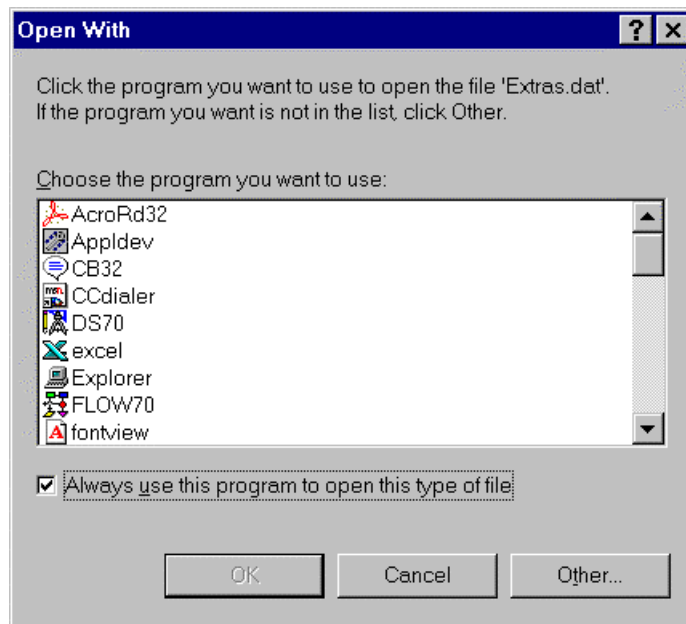 Open With
Click the program you want to use to open the file 'Extras.dat'.
If the program you want is not in the list, click Other.
Choose the program you want to use:
AcroRd32
Appldev
CB32
CCdialer
DS70
excel
Explorer
FLOW70
fontview
Always use this program to open this type of file
OK
Cancel
Other...